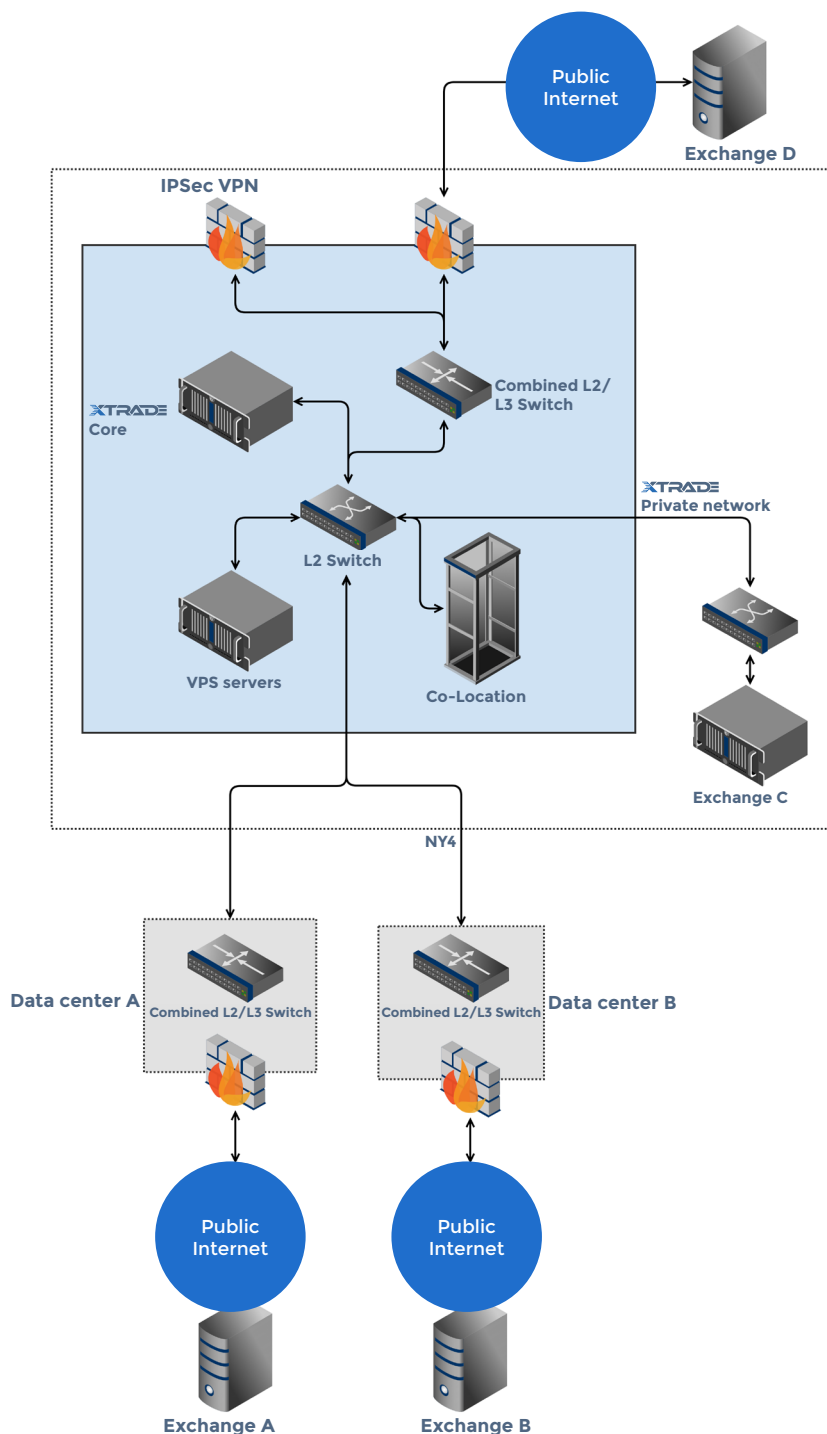 Public
Internet
Exchange D
IPSec VPN
Combined L2/
L3 Switch
XTRADE
Core
XTRADE
Private network
L2 Switch
VPS servers
Co-Location
Exchange C
NY4
Data center A
Combined L2/L3 Switch
Combined L2/L3 Switch
Data center B
Public
Internet
Public
Internet
Exchange A
Exchange B